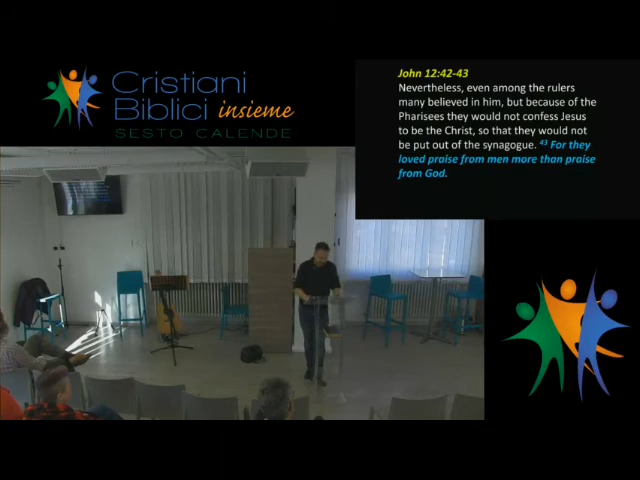 Cristiani
Biblici insieme
SESTO CALENDE
John 12:42-43
Nevertheless, even among the rulers
many believed in him, but because of the
Pharisees they would not confess Jesus
to be the Christ, so that they would not
be put out of the synagogue. 43 For they
loved praise from men more than praise
from God.